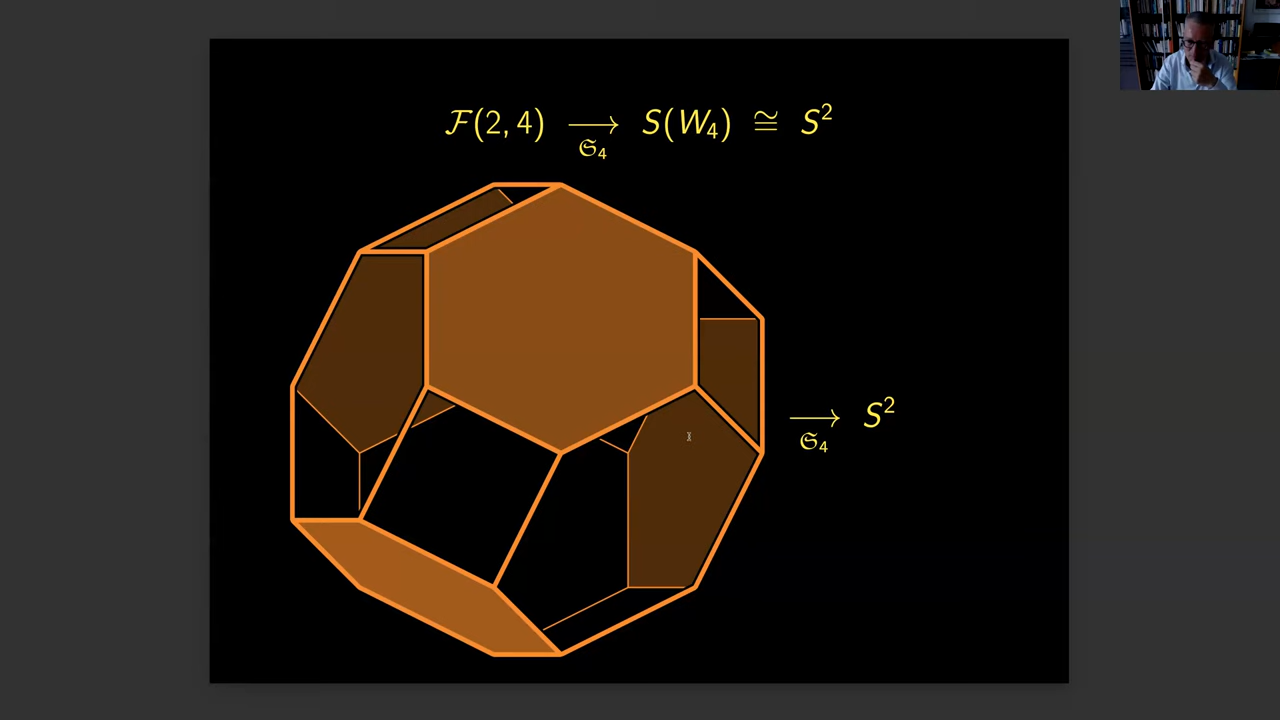 𝓕(2, 4) ⟶ S(W₄) ≅ S²
𝔖₄
⟶ S²
𝔖₄